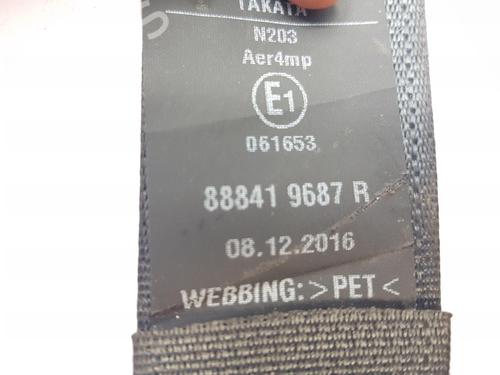 TAKATA
N203
Aer4mp
E1
061653
88841 9687 R
08.12.2016
WEBBING: >PET<